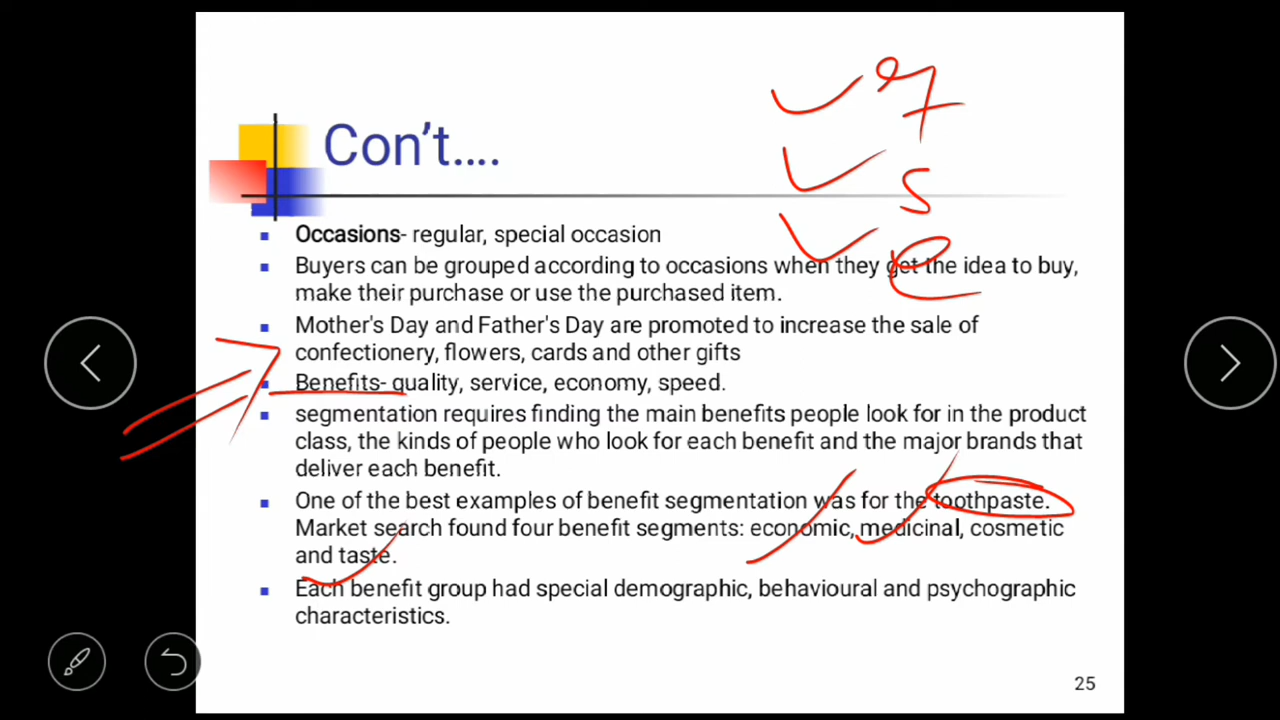 Con't....
Occasions- regular, special occasion
Buyers can be grouped according to occasions when they get the idea to buy,
make their purchase or use the purchased item.
Mother's Day and Father's Day are promoted to increase the sale of
confectionery, flowers, cards and other gifts
Benefits- quality, service, economy, speed.
segmentation requires finding the main benefits people look for in the product
class, the kinds of people who look for each benefit and the major brands that
deliver each benefit.
One of the best examples of benefit segmentation was for the toothpaste.
Market search found four benefit segments: economic, medicinal, cosmetic
and taste.
Each benefit group had special demographic, behavioural and psychographic
characteristics.
25
s
e